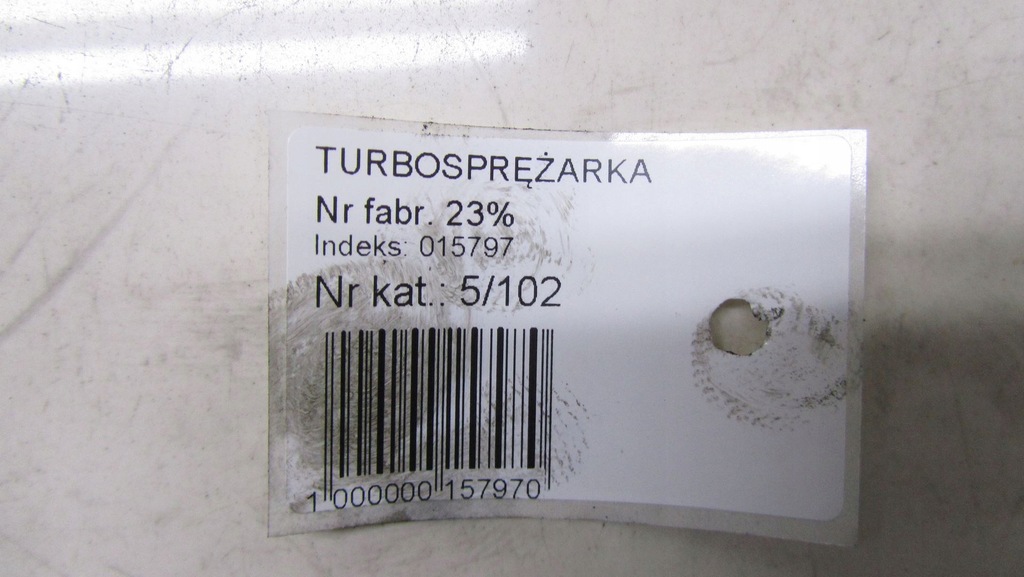 TURBOSPRĘŻARKA
Nr fabr. 23%
Indeks: 015797
Nr kat.: 5/102
1 000000 157970